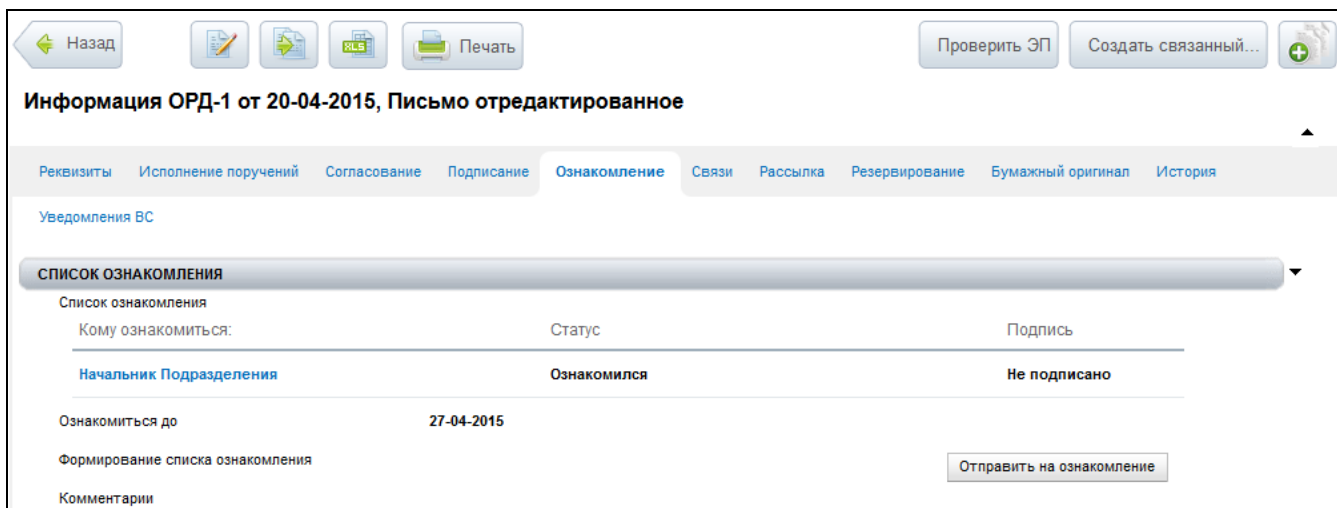 Назад
XLS
Печать
Проверить ЭП
Создать связанный...
Информация ОРД-1 от 20-04-2015, Письмо отредактированное
Реквизиты Исполнение поручений Согласование Подписание Ознакомление Связи Рассылка Резервирование Бумажный оригинал История
Уведомления ВС
СПИСОК ОЗНАКОМЛЕНИЯ
Список ознакомления
Кому ознакомиться: Статус Подпись
Начальник Подразделения Ознакомился Не подписано
Ознакомиться до 27-04-2015
Формирование списка ознакомления Отправить на ознакомление
Комментарии